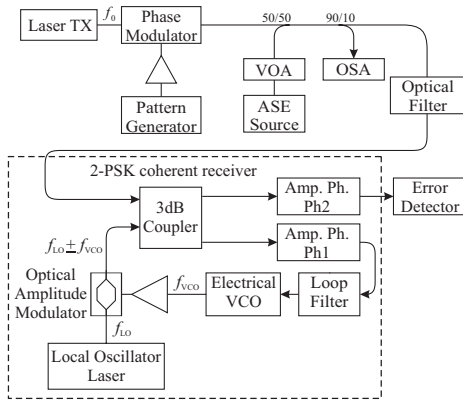 Laser TX
f0
Phase
Modulator
50/50
90/10
VOA
OSA
Pattern
Generator
ASE
Source
Optical
Filter
2-PSK coherent receiver
3dB
Coupler
Amp. Ph.
Ph2
Error
Detector
Amp. Ph.
Ph1
fLO ± fVCO
Optical
Amplitude
Modulator
fVCO
Electrical
VCO
Loop
Filter
fLO
Local Oscillator
Laser